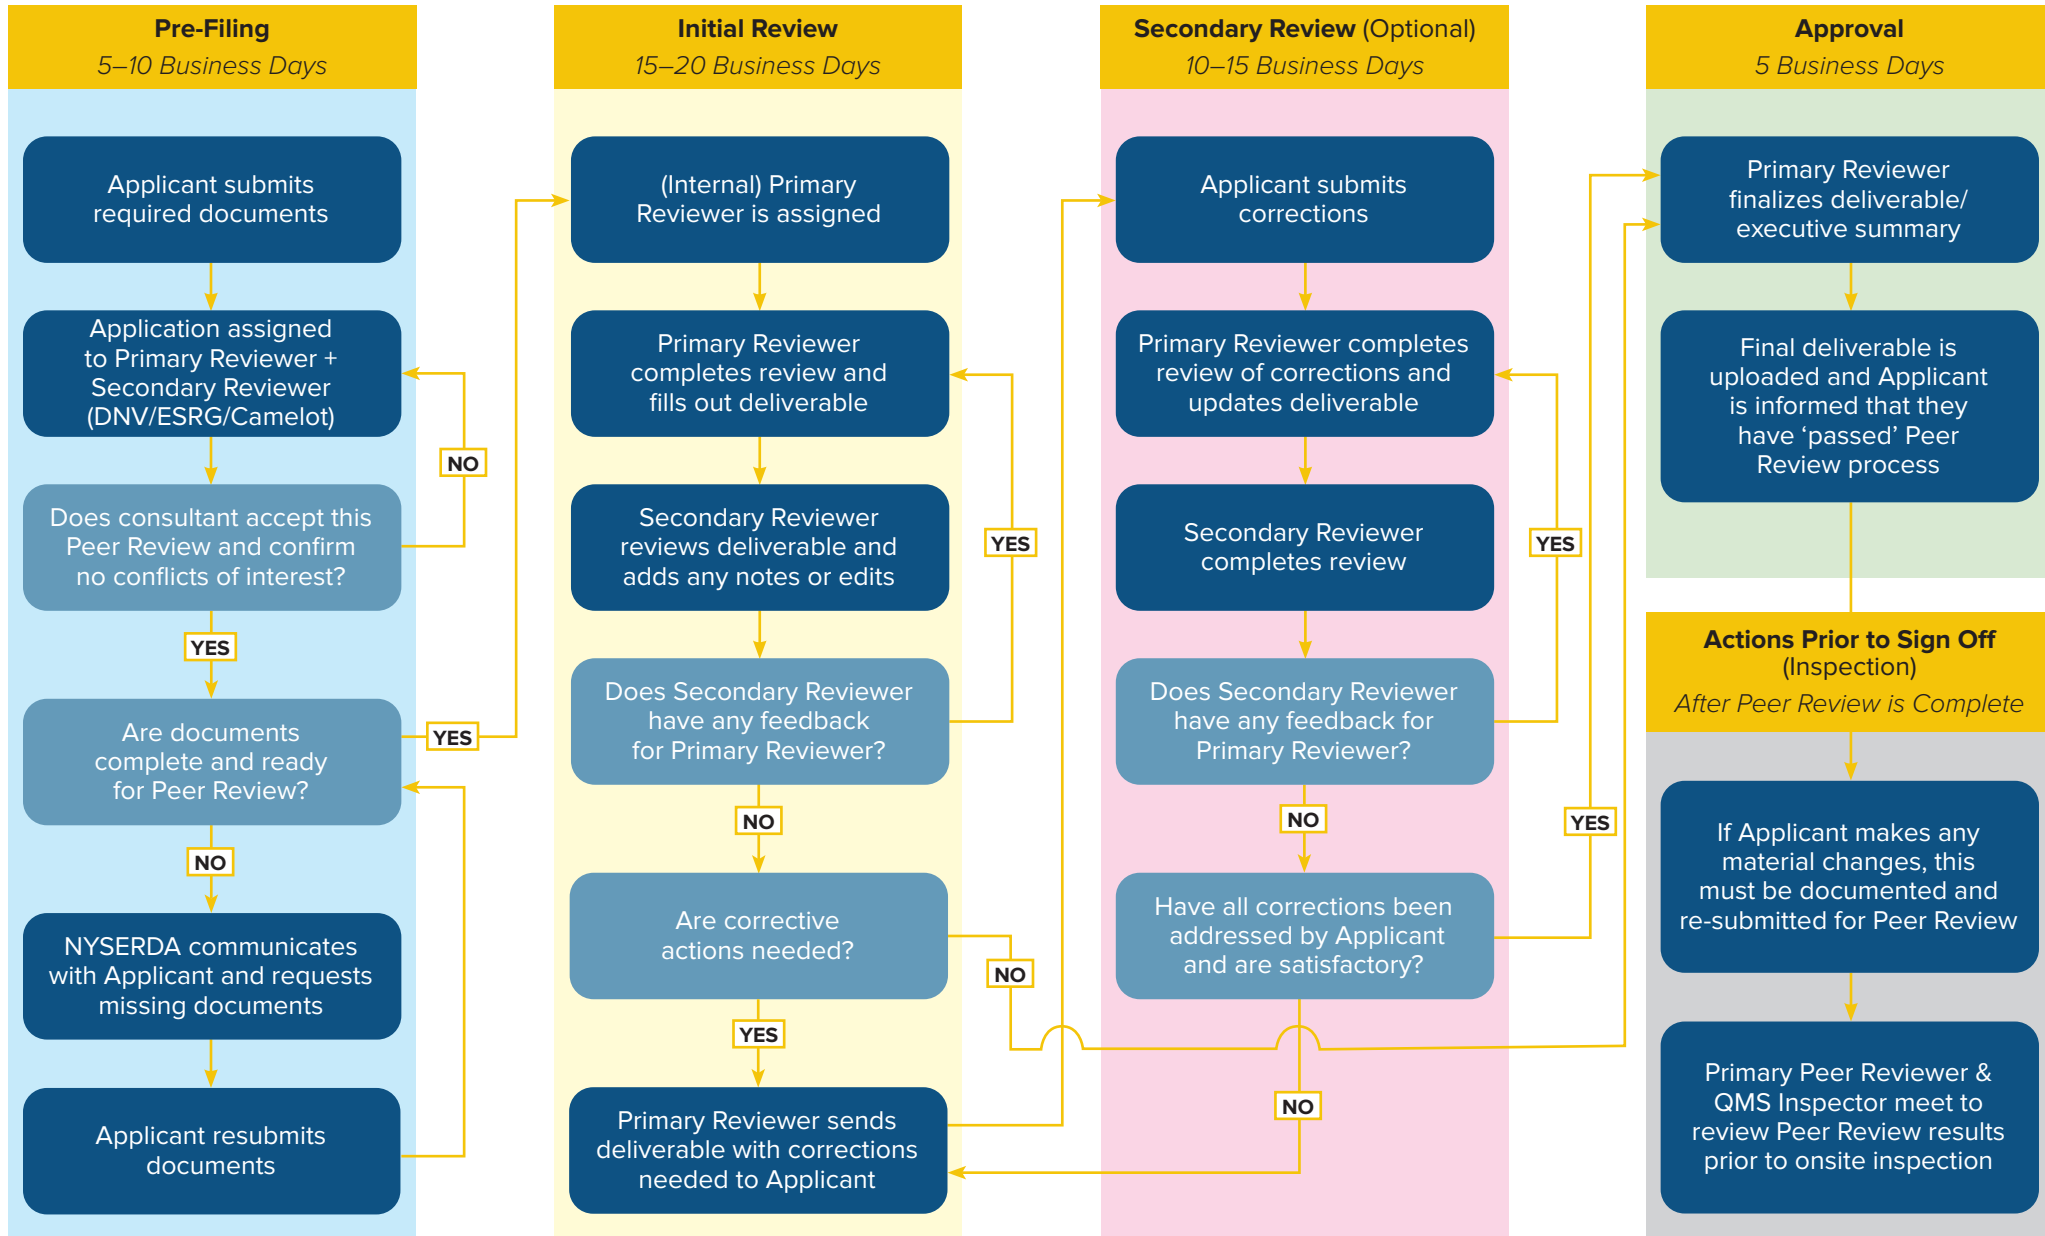 Pre-Filing
5–10 Business Days
Applicant submits
required documents
Application assigned
to Primary Reviewer +
Secondary Reviewer
(DNV/ESRG/Camelot)
NO
Does consultant accept this
Peer Review and confirm
no conflicts of interest?
YES
Are documents
complete and ready
for Peer Review?
YES
NO
NYSERDA communicates
with Applicant and requests
missing documents
Applicant resubmits
documents
Initial Review
15–20 Business Days
(Internal) Primary
Reviewer is assigned
Primary Reviewer
completes review and
fills out deliverable
Secondary Reviewer
reviews deliverable and
adds any notes or edits
YES
Does Secondary Reviewer
have any feedback
for Primary Reviewer?
NO
Are corrective
actions needed?
NO
YES
Primary Reviewer sends
deliverable with corrections
needed to Applicant
Secondary Review (Optional)
10–15 Business Days
Applicant submits
corrections
Primary Reviewer completes
review of corrections and
updates deliverable
Secondary Reviewer
completes review
YES
Does Secondary Reviewer
have any feedback for
Primary Reviewer?
NO
YES
Have all corrections been
addressed by Applicant
and are satisfactory?
NO
Approval
5 Business Days
Primary Reviewer
finalizes deliverable/
executive summary
Final deliverable is
uploaded and Applicant
is informed that they
have ‘passed’ Peer
Review process
Actions Prior to Sign Off
(Inspection)
After Peer Review is Complete
If Applicant makes any
material changes, this
must be documented and
re-submitted for Peer Review
Primary Peer Reviewer &
QMS Inspector meet to
review Peer Review results
prior to onsite inspection